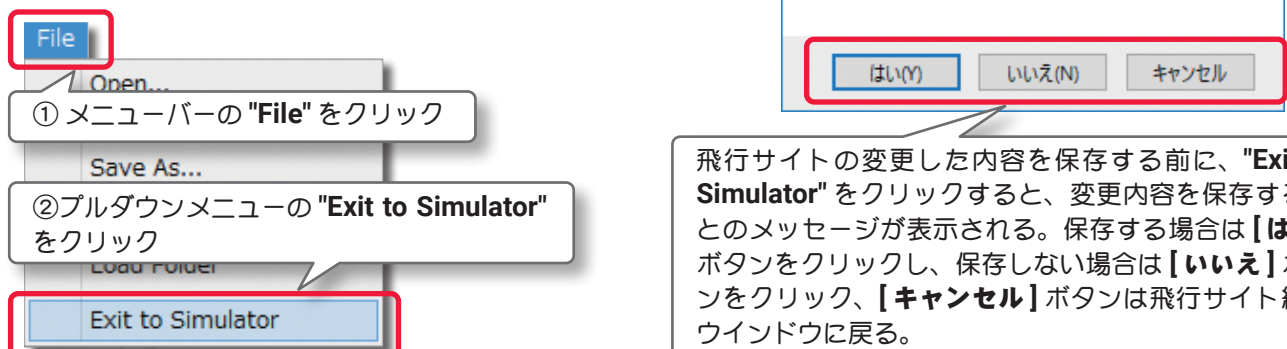 File
Open...
① メニューバーの "File" をクリック
Save As...
②プルダウンメニューの "Exit to Simulator"
をクリック
Load Folder
Exit to Simulator
はい(Y) いいえ(N) キャンセル
飛行サイトの変更した内容を保存する前に、"Exi
Simulator" をクリックすると、変更内容を保存する
とのメッセージが表示される。保存する場合は [ は
ボタンをクリックし、保存しない場合は [ いいえ ]
ンをクリック、[ キャンセル ] ボタンは飛行サイト
ウインドウに戻る。